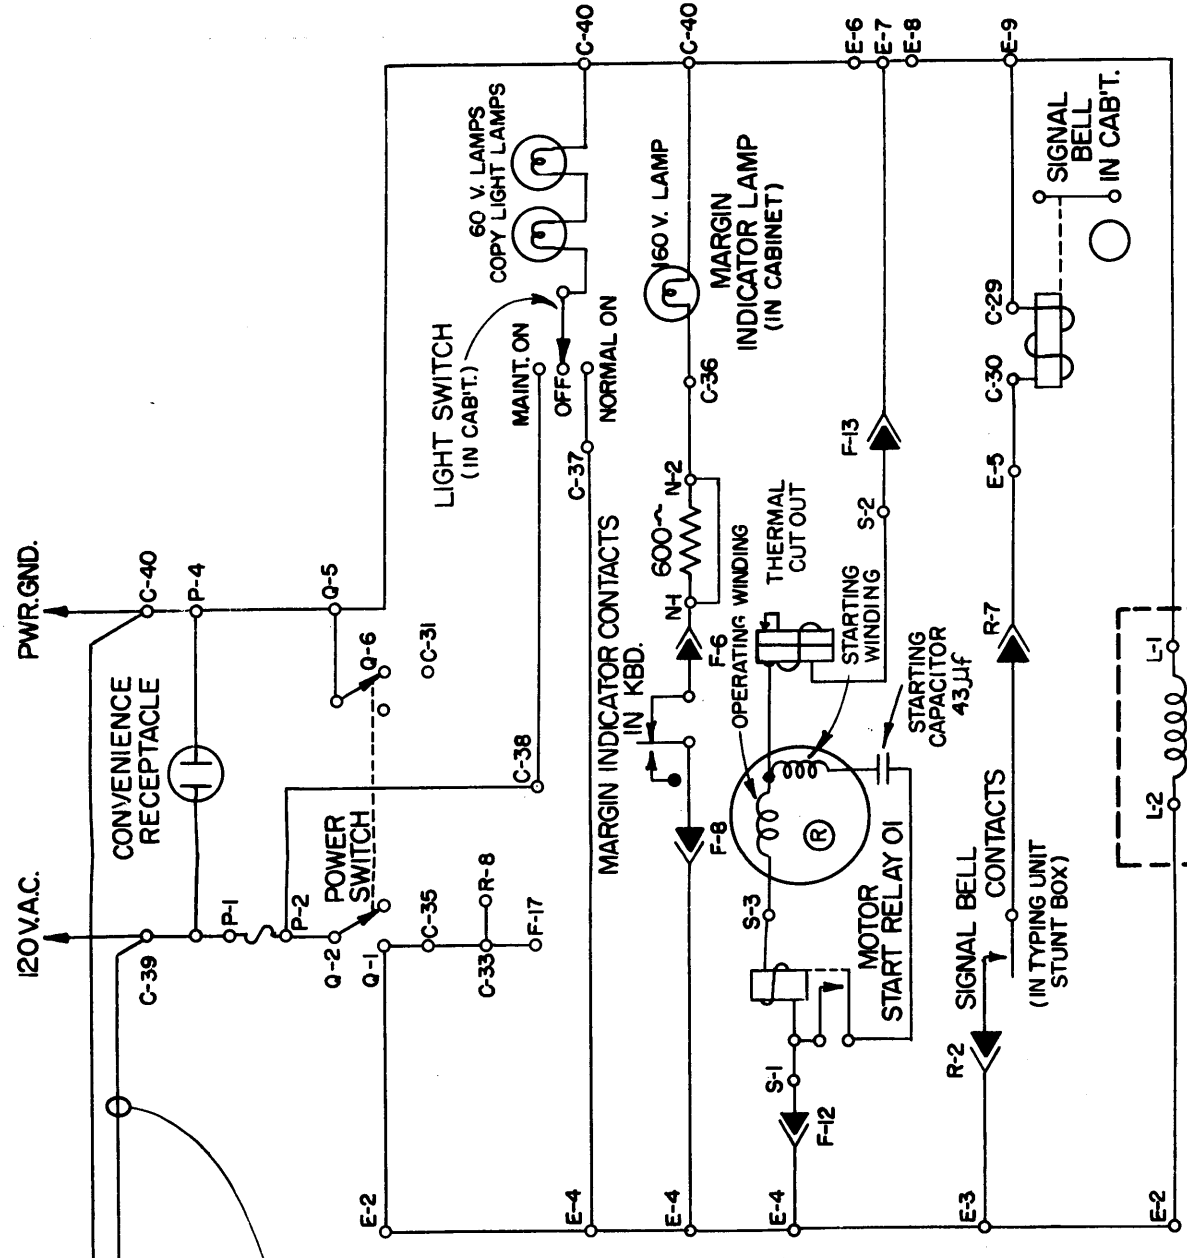 PWR.GND.
120V.A.C.
C-40
P-4
Q-5
Q-6
C-31
C-39
P-1
P-2
Q-2
Q-1
C-35
C-33
R-8
F-17
E-2
CONVENIENCE
RECEPTACLE
POWER
SWITCH
C-38
LIGHT SWITCH
(IN CAB'T.)
MAINT. ON
OFF
NORMAL ON
C-37
60 V. LAMPS
COPY LIGHT LAMPS
C-40
E-4
MARGIN INDICATOR CONTACTS
IN KBD.
F-8
F-6
N-1
600~
N-2
C-36
160 V. LAMP
MARGIN
INDICATOR LAMP
(IN CABINET)
C-40
E-4
E-4
F-12
S-1
MOTOR
START RELAY 01
S-3
R
OPERATING WINDING
STARTING
WINDING
THERMAL
CUT OUT
STARTING
CAPACITOR
43µf
S-2
F-13
E-6
E-7
E-8
E-3
R-2
SIGNAL BELL
CONTACTS
(IN TYPING UNIT
STUNT BOX)
R-7
E-5
C-30
C-29
E-9
SIGNAL
BELL
IN CAB'T.
E-2
L-2
L-1